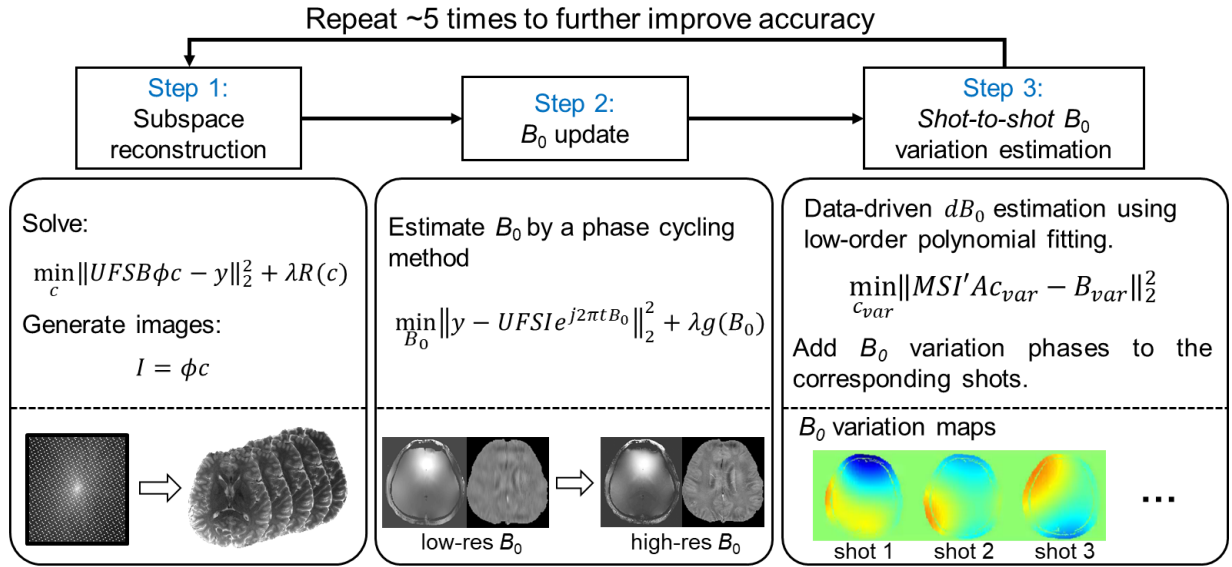 Repeat ~5 times to further improve accuracy
Step 1:
Subspace
reconstruction
Step 2:
B₀ update
Step 3:
Shot-to-shot B₀
variation estimation
Solve:
min_c ‖UFSBϕc − y‖₂² + λR(c)
Generate images:
I = ϕc
Estimate B₀ by a phase cycling
method
min_{B₀} ‖y − UFSIe^{j2πtB₀}‖₂² + λg(B₀)
low-res B₀
high-res B₀
Data-driven dB₀ estimation using
low-order polynomial fitting.
min_{c_var} ‖MSI′Ac_var − B_var‖₂²
Add B₀ variation phases to the
corresponding shots.
B₀ variation maps
...
shot 1
shot 2
shot 3